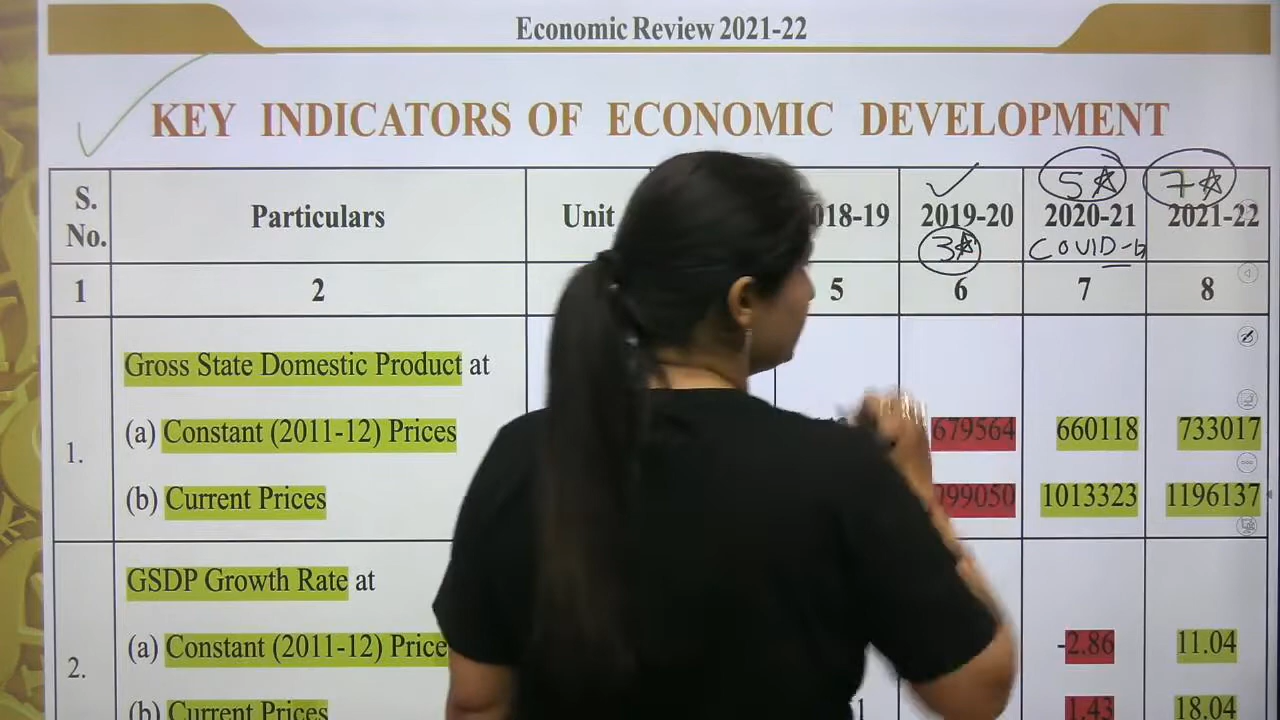 Economic Review 2021-22
KEY INDICATORS OF ECONOMIC DEVELOPMENT
5☆ 7☆
S. No. Particulars Unit 018-19 2019-20 2020-21 2021-22
3☆ COVID-
1 2 5 6 7 8
Gross State Domestic Product at
1. (a) Constant (2011-12) Prices 679564 660118 733017
(b) Current Prices 99050 1013323 1196137
GSDP Growth Rate at
2. (a) Constant (2011-12) Price -2.86 11.04
(b) Current Prices 1 1.43 18.04